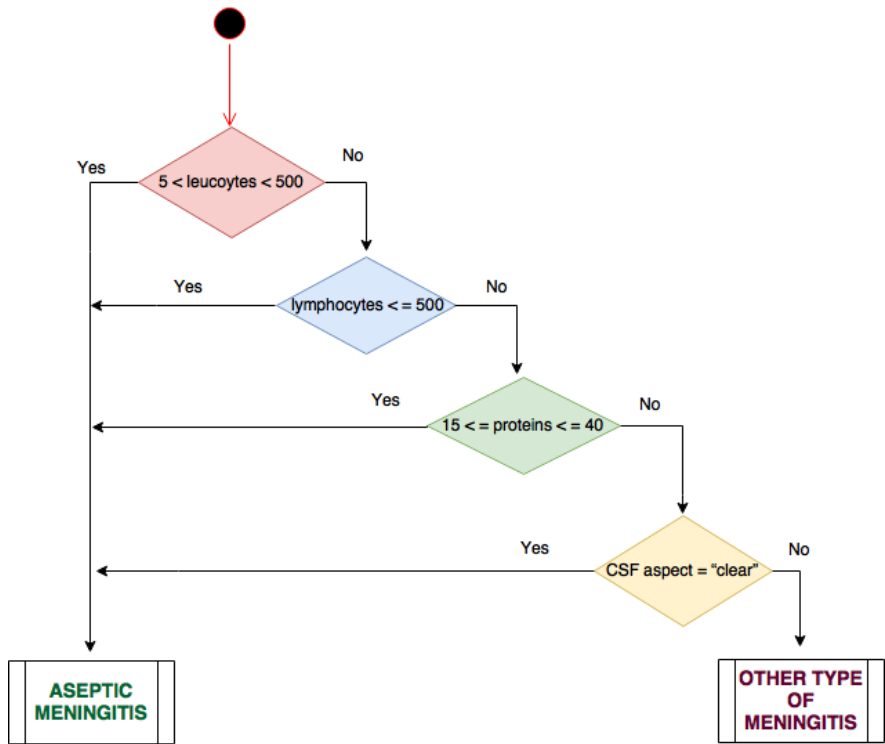 Yes
No
5 < leucoytes < 500
Yes
No
lymphocytes < = 500
Yes
No
15 < = proteins < = 40
Yes
No
CSF aspect = “clear”
ASEPTIC
MENINGITIS
OTHER TYPE
OF
MENINGITIS